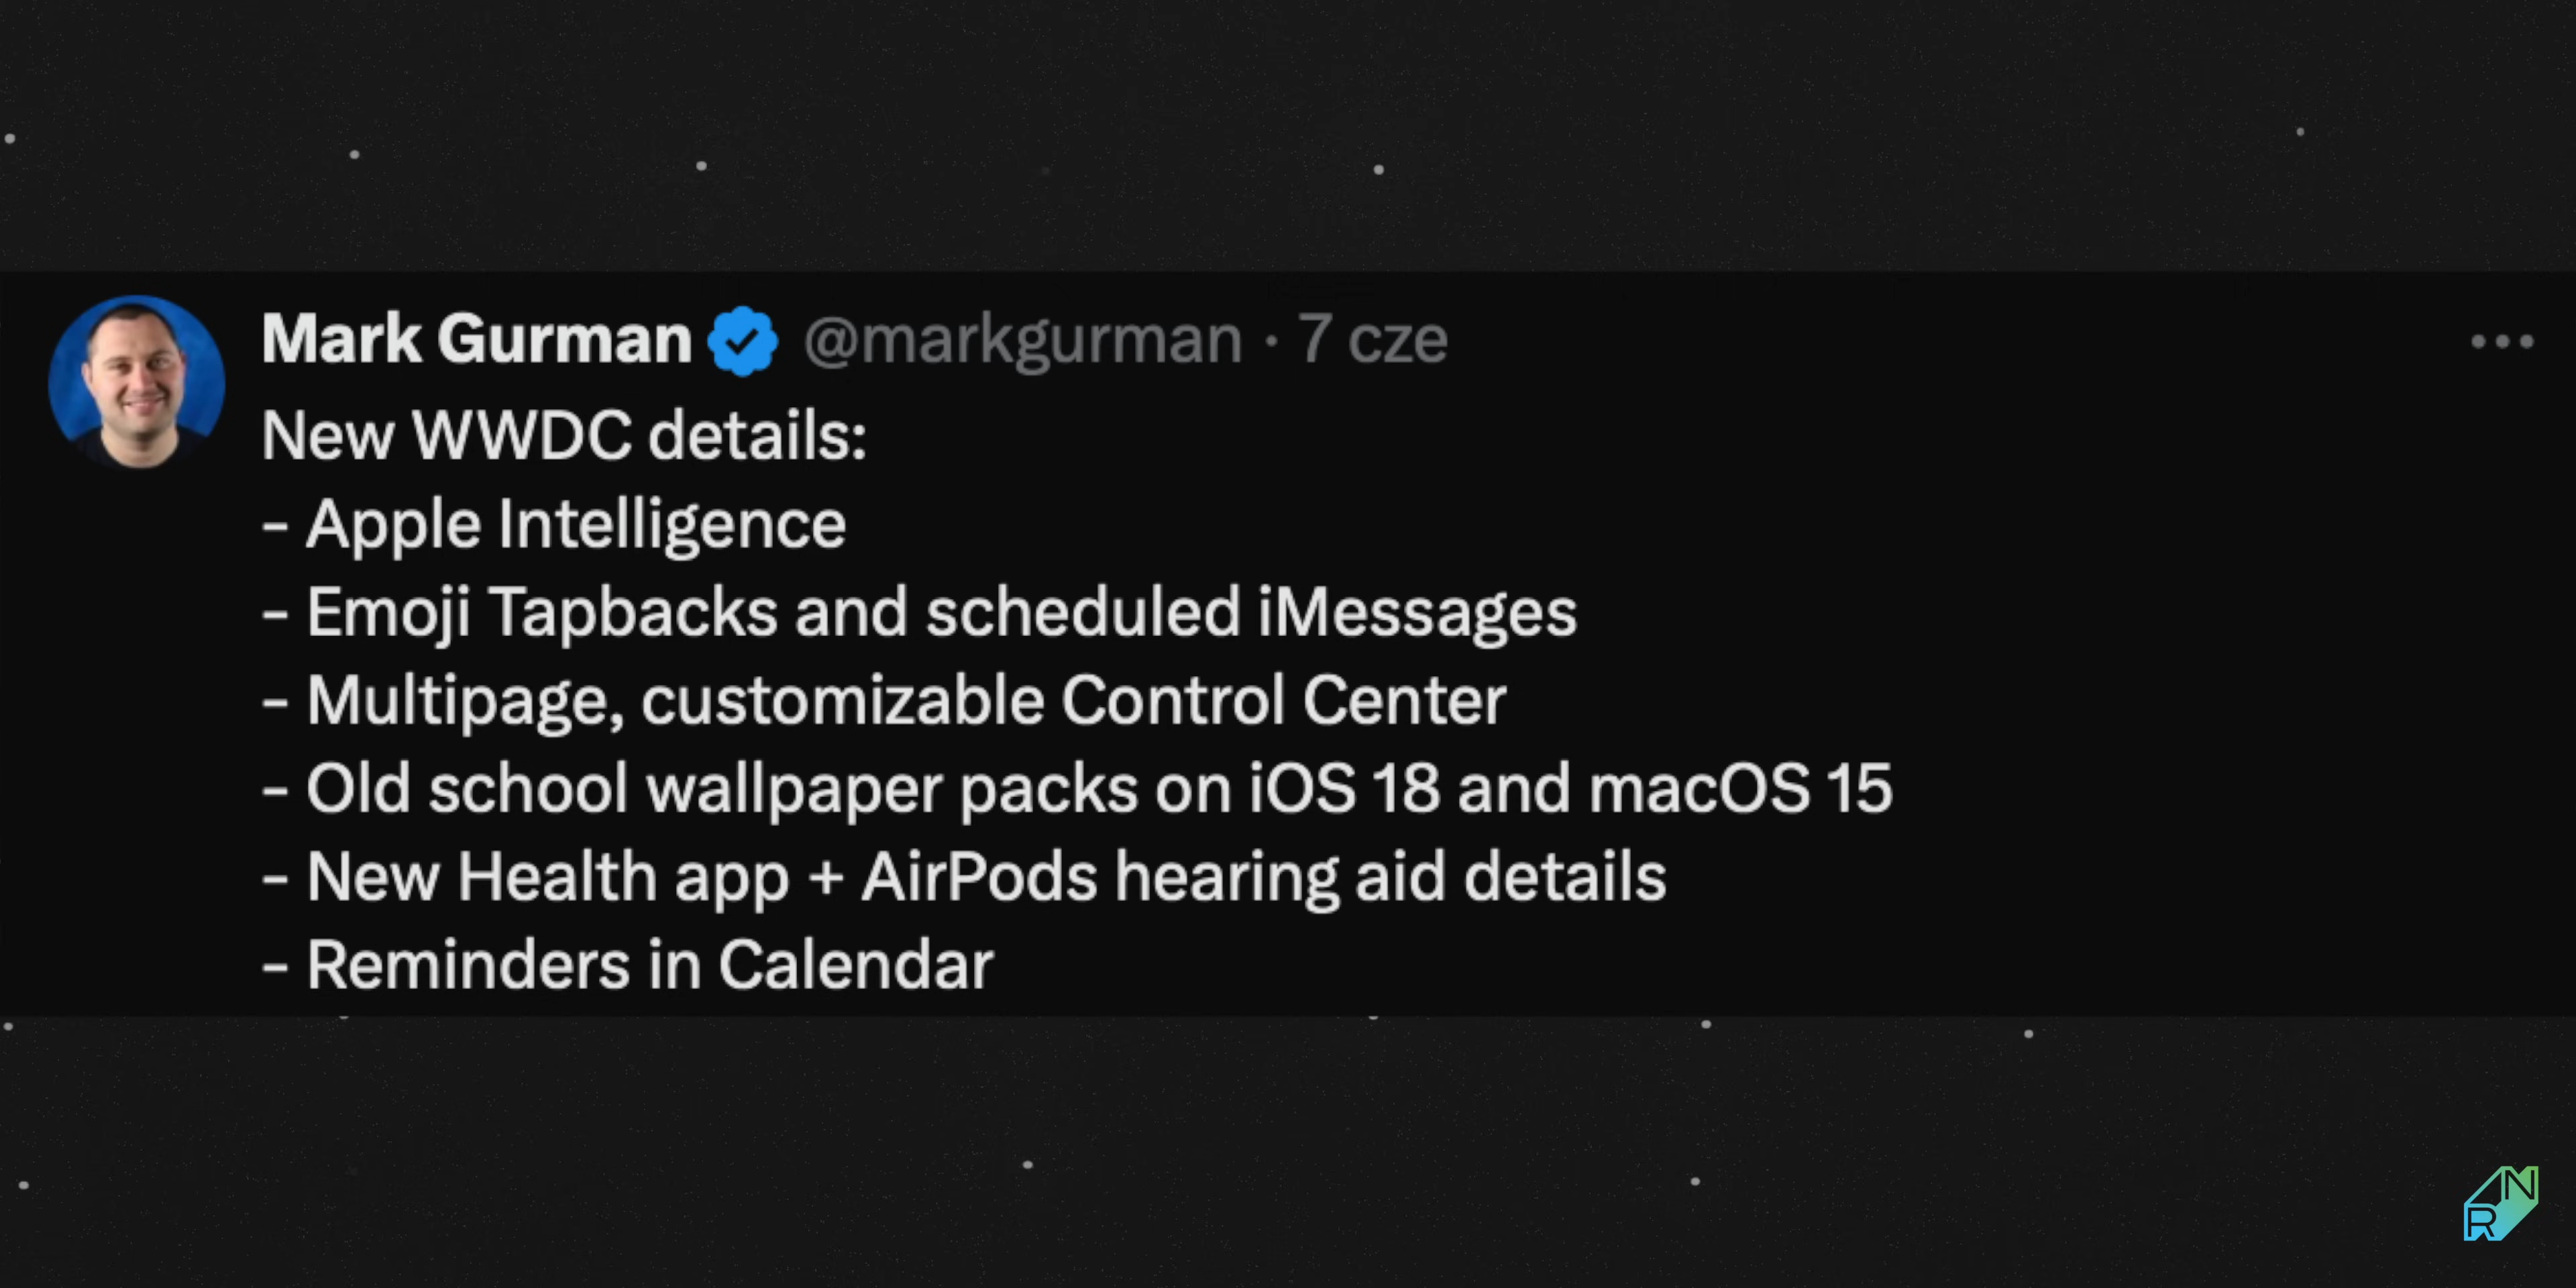 Mark Gurman @markgurman · 7 cze
New WWDC details:
– Apple Intelligence
– Emoji Tapbacks and scheduled iMessages
– Multipage, customizable Control Center
– Old school wallpaper packs on iOS 18 and macOS 15
– New Health app + AirPods hearing aid details
– Reminders in Calendar
N
R